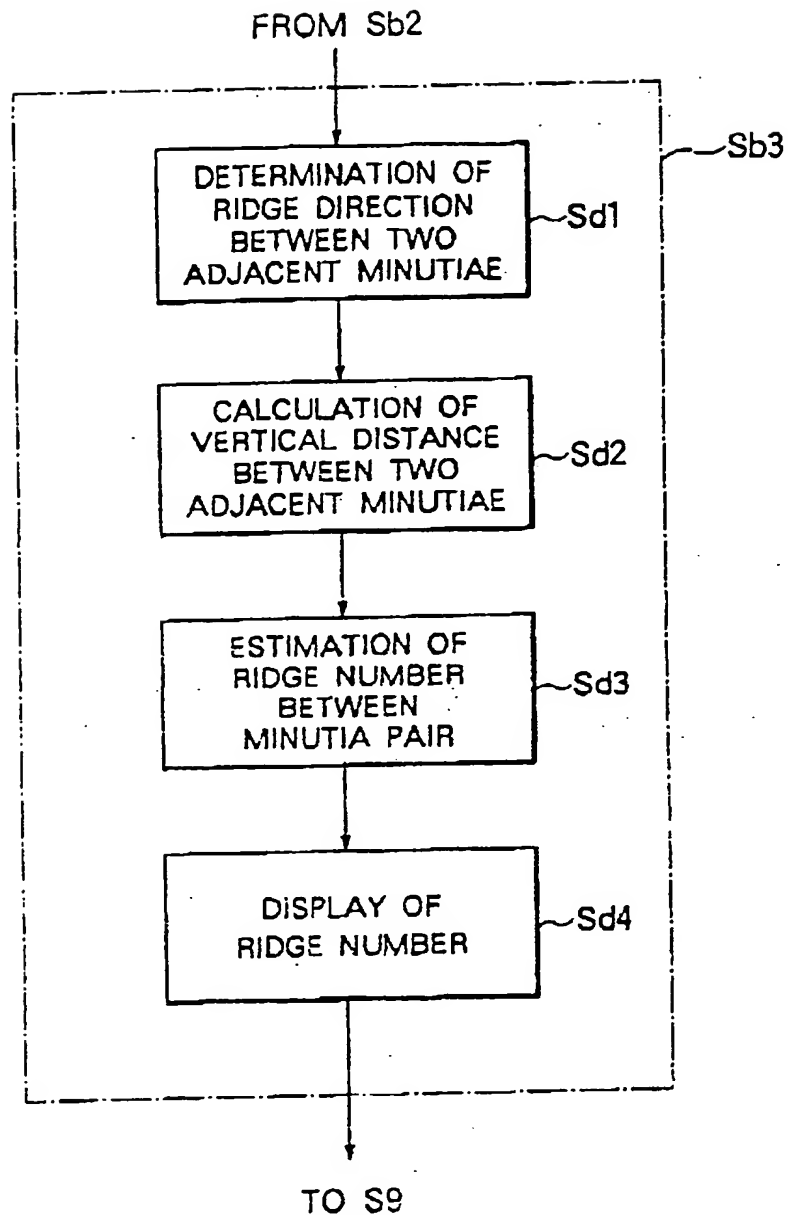 FROM Sb2
Sb3
DETERMINATION OF
RIDGE DIRECTION
BETWEEN TWO
ADJACENT MINUTIAE
Sd1
CALCULATION OF
VERTICAL DISTANCE
BETWEEN TWO
ADJACENT MINUTIAE
Sd2
ESTIMATION OF
RIDGE NUMBER
BETWEEN
MINUTIA PAIR
Sd3
DISPLAY OF
RIDGE NUMBER
Sd4
TO S9